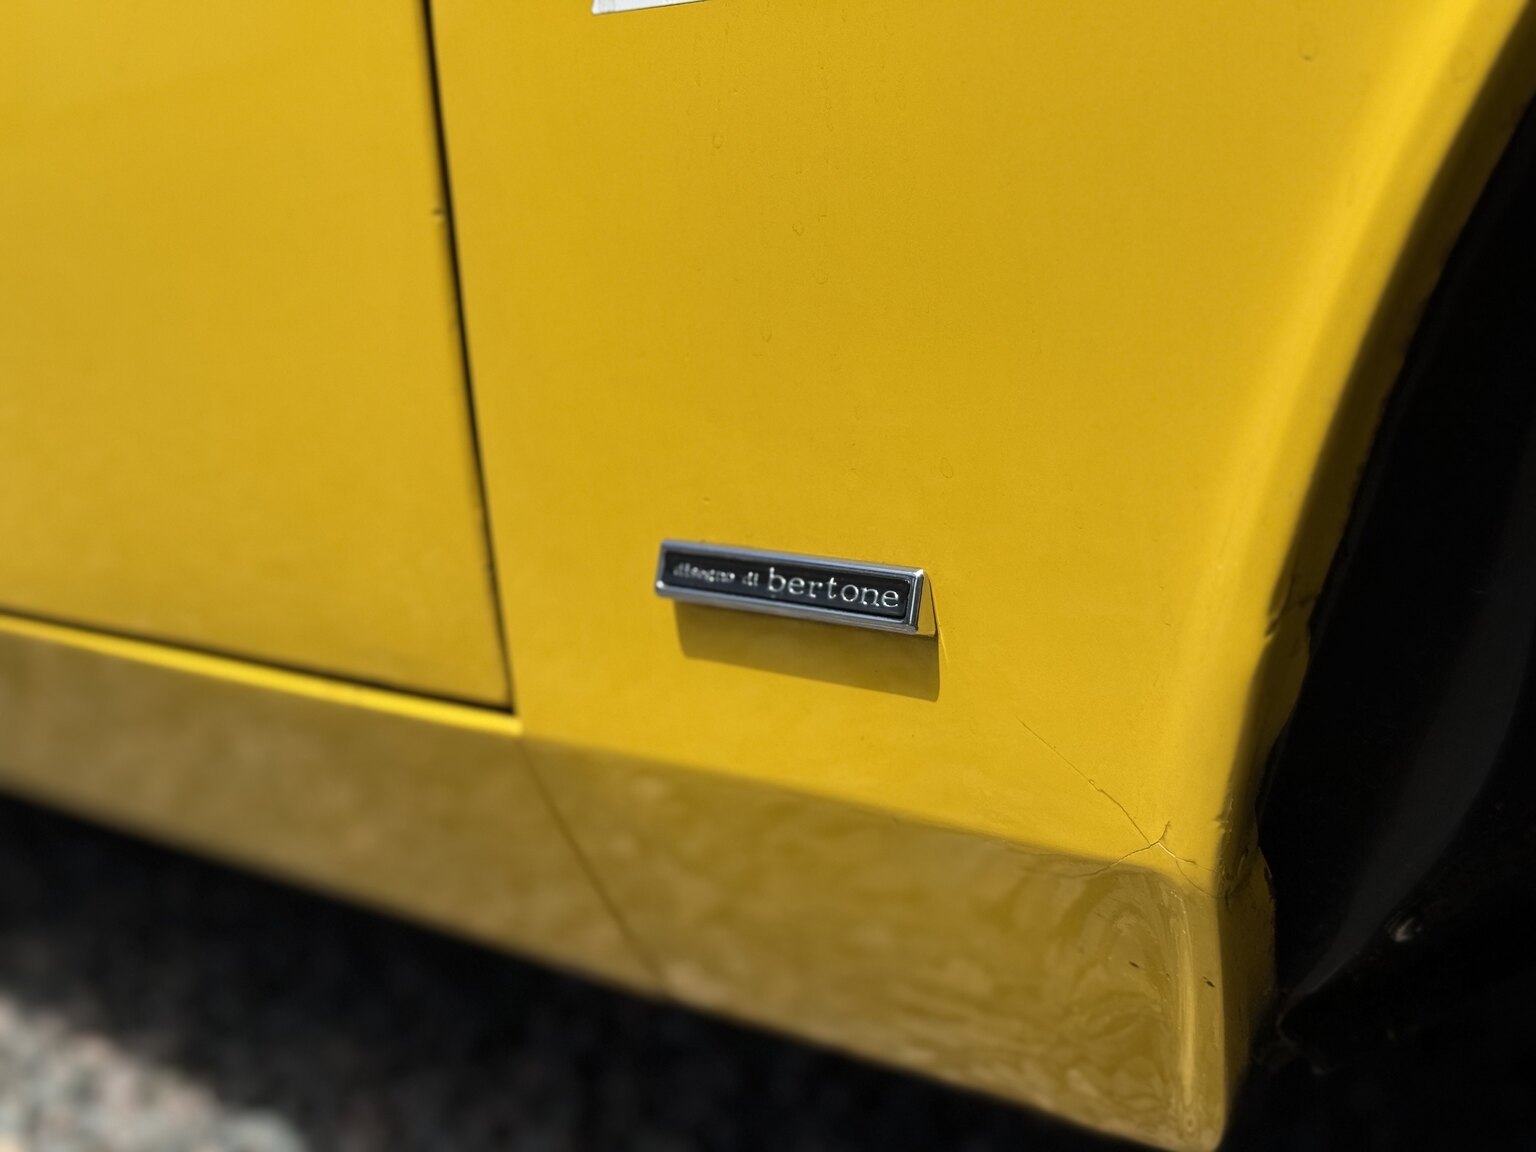 disegno di bertone